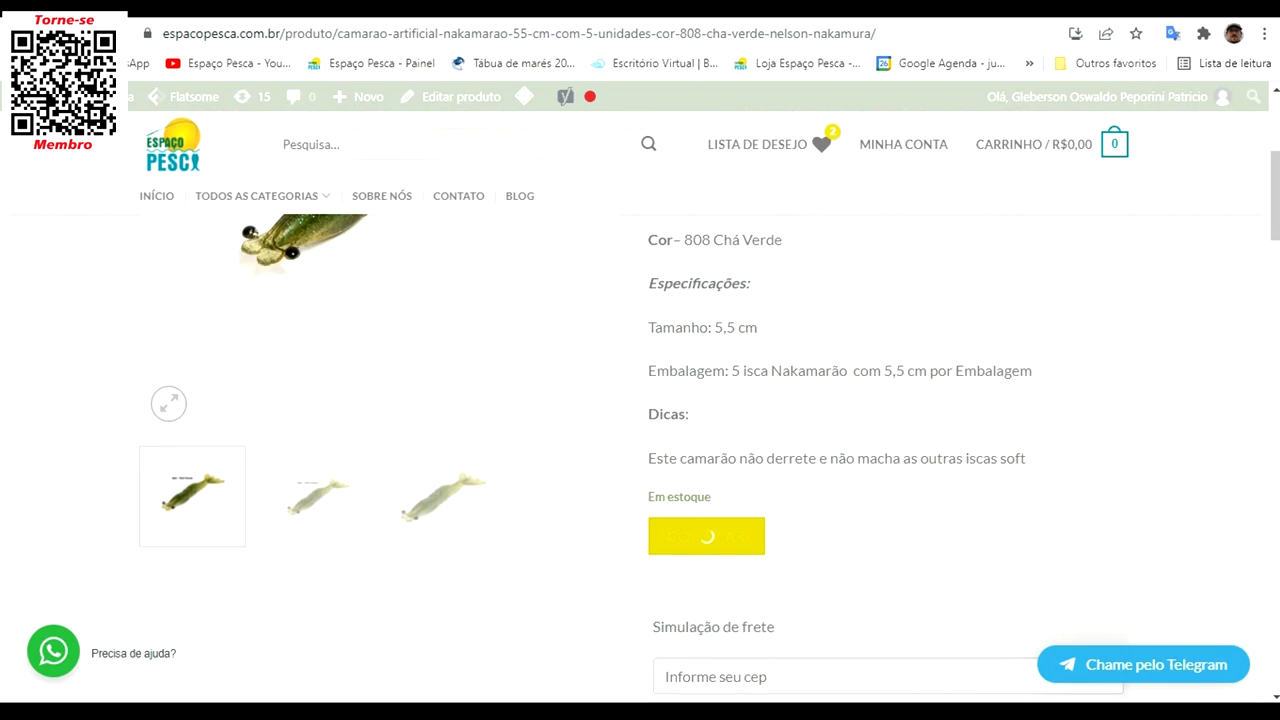 Torne-se
Membro
espacopesca.com.br/produto/camarao-artificial-nakamarao-55-cm-com-5-unidades-cor-808-cha-verde-nelson-nakamura/
sApp
Espaço Pesca - You...
Espaço Pesca - Painel
Tábua de marés 20...
Escritório Virtual | B...
Loja Espaço Pesca -...
26
Google Agenda - ju...
»
Outros favoritos
Lista de leitura
Flatsome
15
0
Novo
Editar produto
Olá, Gleberson Oswaldo Peporini Patricio
ESPAÇO
PESCA
Pesquisa...
LISTA DE DESEJO
2
MINHA CONTA
CARRINHO / R$0,00
0
INÍCIO
TODOS AS CATEGORIAS
SOBRE NÓS
CONTATO
BLOG
Cor– 808 Chá Verde
Especificações:
Tamanho: 5,5 cm
Embalagem: 5 isca Nakamarão com 5,5 cm por Embalagem
Dicas:
Este camarão não derrete e não macha as outras iscas soft
Em estoque
Simulação de frete
Informe seu cep
Precisa de ajuda?
Chame pelo Telegram